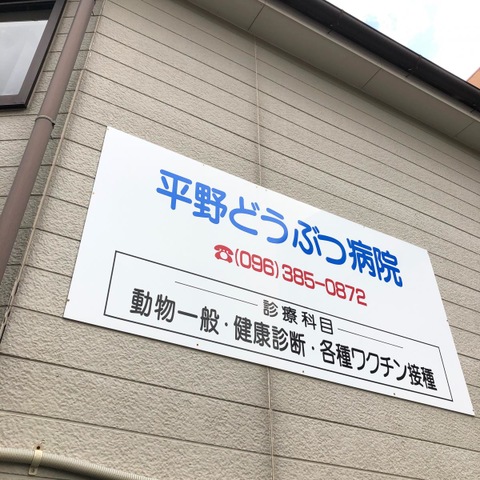 平野どうぶつ病院
☎(096)385-0872
診療科目
動物一般・健康診断・各種ワクチン接種